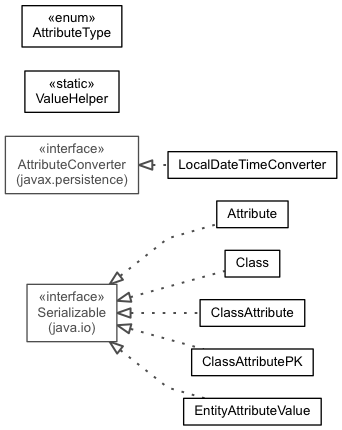 «enum»
AttributeType
«static»
ValueHelper
«interface»
AttributeConverter
(javax.persistence)
LocalDateTimeConverter
Attribute
Class
«interface»
Serializable
(java.io)
ClassAttribute
ClassAttributePK
EntityAttributeValue